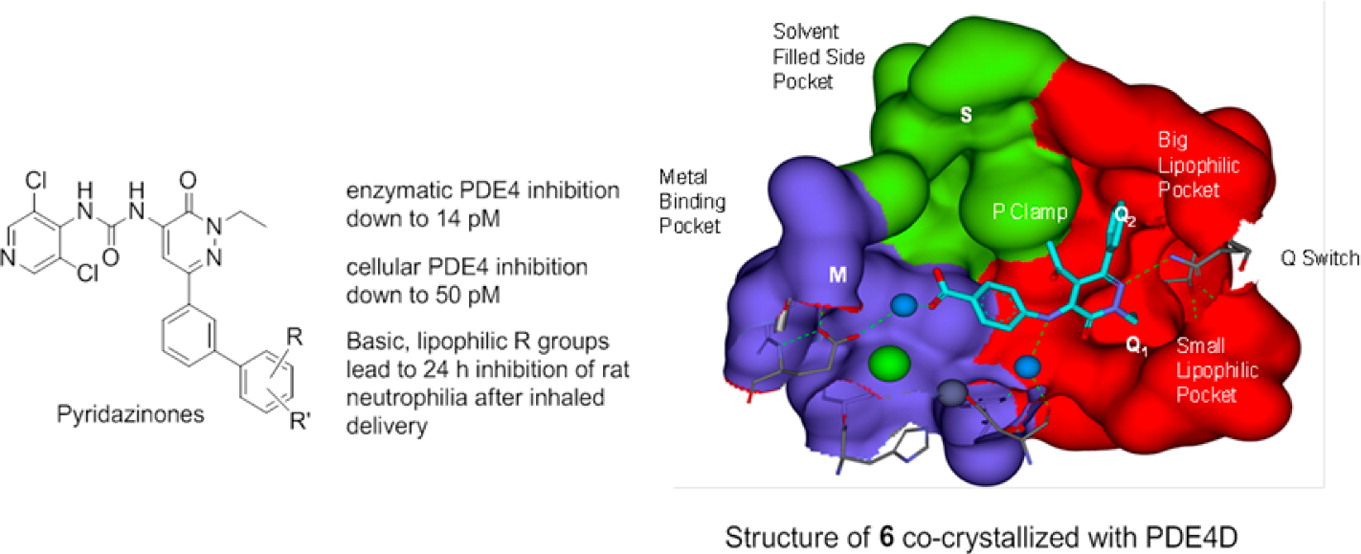 Cl
H
H
O
N
N
N
O
N
N
Cl
R
R'
Pyridazinones
enzymatic PDE4 inhibition
down to 14 pM
cellular PDE4 inhibition
down to 50 pM
Basic, lipophilic R groups
lead to 24 h inhibition of rat
neutrophilia after inhaled
delivery
Solvent
Filled Side
Pocket
S
Big
Lipophilic
Pocket
Metal
Binding
Pocket
P Clamp
Q2
Q Switch
M
Q1
Small
Lipophilic
Pocket
Structure of 6 co-crystallized with PDE4D